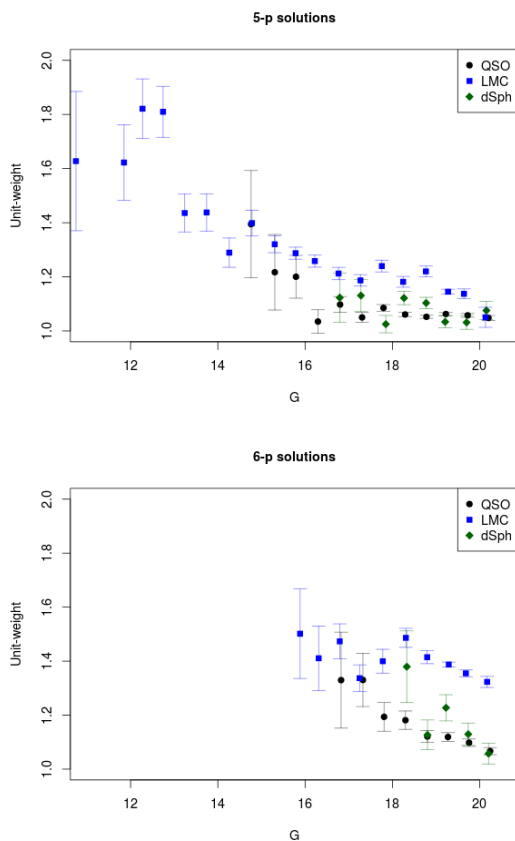 5-p solutions
2.0
1.8
1.6
1.4
1.2
1.0
Unit-weight
QSO
LMC
dSph
12
14
16
18
20
G
6-p solutions
2.0
1.8
1.6
1.4
1.2
1.0
Unit-weight
QSO
LMC
dSph
12
14
16
18
20
G